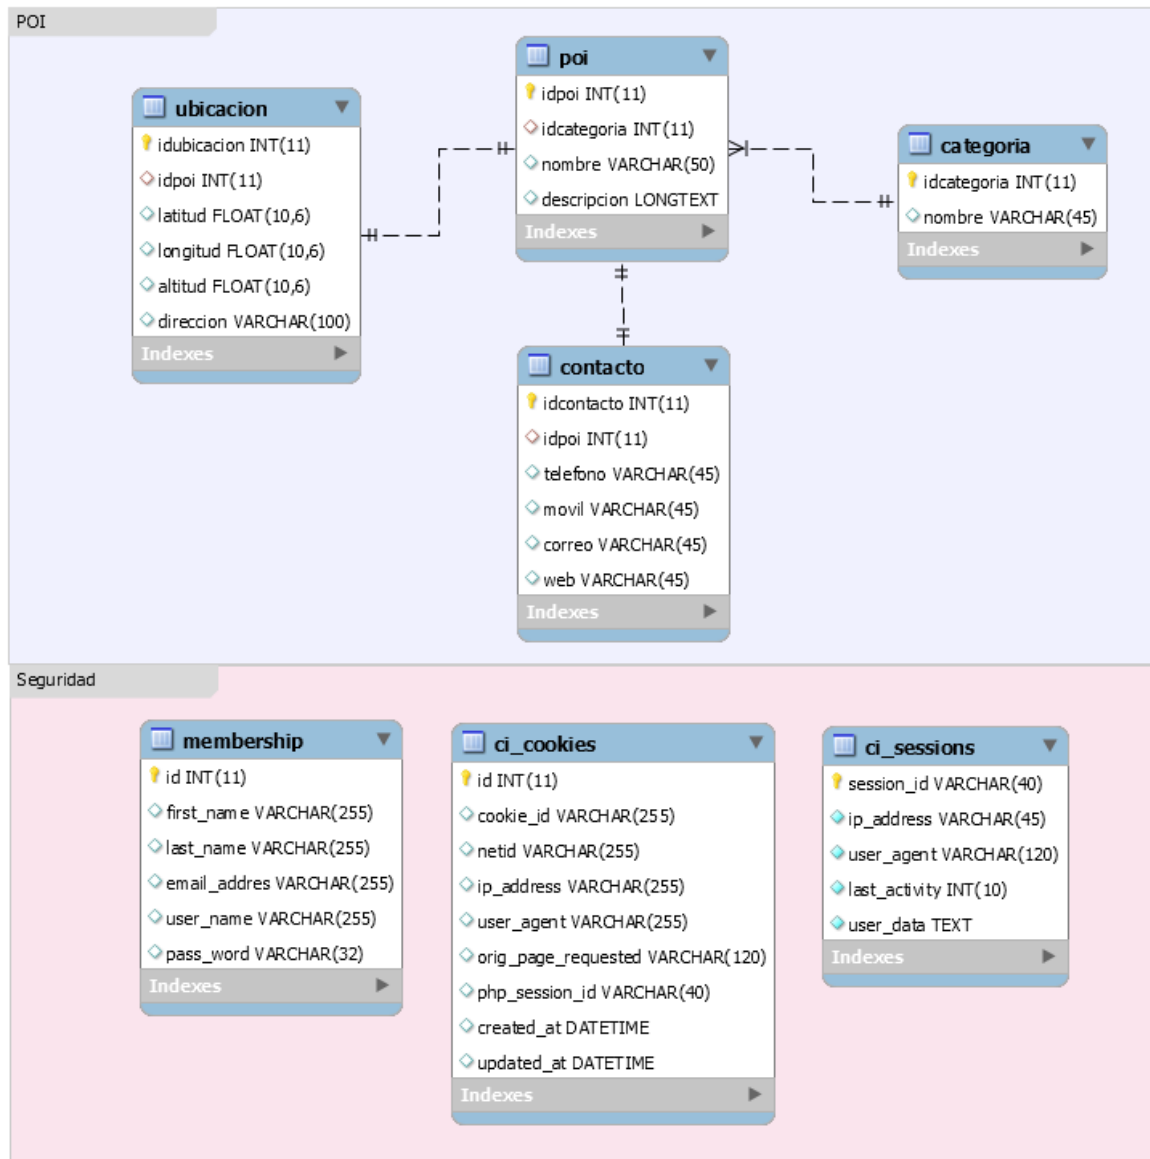 POI
ubicacion
idubicacion INT(11)
idpoi INT(11)
latitud FLOAT(10,6)
longitud FLOAT(10,6)
altitud FLOAT(10,6)
direccion VARCHAR(100)
Indexes
poi
idpoi INT(11)
idcategoria INT(11)
nombre VARCHAR(50)
descripcion LONGTEXT
Indexes
categoria
idcategoria INT(11)
nombre VARCHAR(45)
Indexes
contacto
idcontacto INT(11)
idpoi INT(11)
telefono VARCHAR(45)
movil VARCHAR(45)
correo VARCHAR(45)
web VARCHAR(45)
Indexes
Seguridad
membership
id INT(11)
first_name VARCHAR(255)
last_name VARCHAR(255)
email_addres VARCHAR(255)
user_name VARCHAR(255)
pass_word VARCHAR(32)
Indexes
ci_cookies
id INT(11)
cookie_id VARCHAR(255)
netid VARCHAR(255)
ip_address VARCHAR(255)
user_agent VARCHAR(255)
orig_page_requested VARCHAR(120)
php_session_id VARCHAR(40)
created_at DATETIME
updated_at DATETIME
Indexes
ci_sessions
session_id VARCHAR(40)
ip_address VARCHAR(45)
user_agent VARCHAR(120)
last_activity INT(10)
user_data TEXT
Indexes